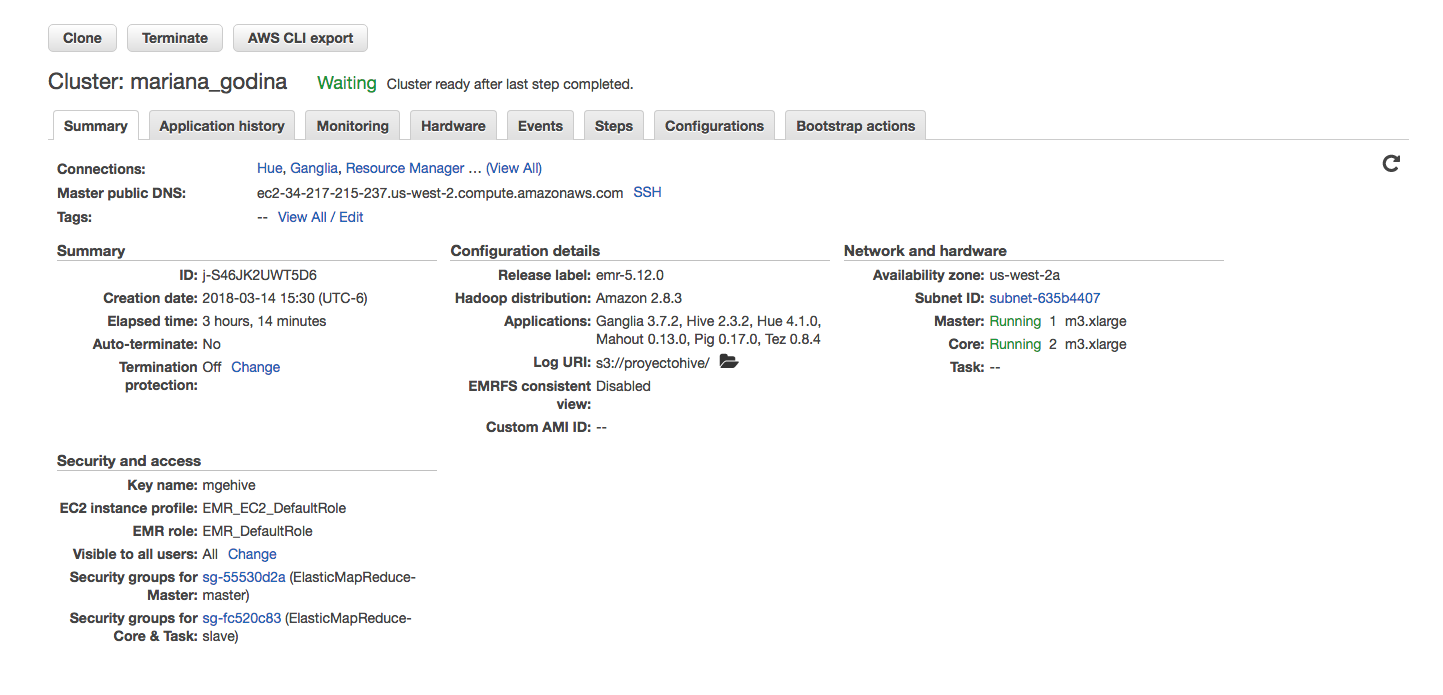 Clone Terminate AWS CLI export
Cluster: mariana_godina Waiting Cluster ready after last step completed.
Summary Application history Monitoring Hardware Events Steps Configurations Bootstrap actions
Connections: Hue, Ganglia, Resource Manager ... (View All)
Master public DNS: ec2-34-217-215-237.us-west-2.compute.amazonaws.com SSH
Tags: -- View All / Edit
Summary
ID: j-S46JK2UWT5D6
Creation date: 2018-03-14 15:30 (UTC-6)
Elapsed time: 3 hours, 14 minutes
Auto-terminate: No
Termination Off Change
protection:
Configuration details
Release label: emr-5.12.0
Hadoop distribution: Amazon 2.8.3
Applications: Ganglia 3.7.2, Hive 2.3.2, Hue 4.1.0,
Mahout 0.13.0, Pig 0.17.0, Tez 0.8.4
Log URI: s3://proyectohive/
EMRFS consistent Disabled
view:
Custom AMI ID: --
Network and hardware
Availability zone: us-west-2a
Subnet ID: subnet-635b4407
Master: Running 1 m3.xlarge
Core: Running 2 m3.xlarge
Task: --
Security and access
Key name: mgehive
EC2 instance profile: EMR_EC2_DefaultRole
EMR role: EMR_DefaultRole
Visible to all users: All Change
Security groups for sg-55530d2a (ElasticMapReduce-
Master: master)
Security groups for sg-fc520c83 (ElasticMapReduce-
Core & Task: slave)